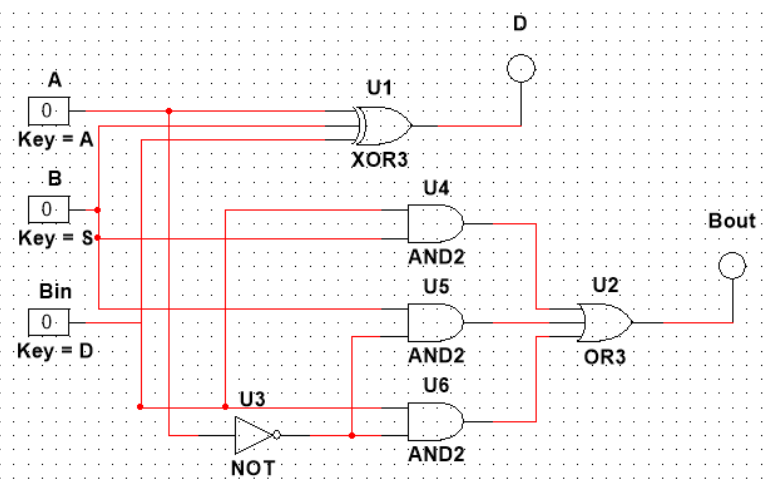 D
A
0
Key = A
U1
XOR3
B
0
Key = S
U4
AND2
Bout
Bin
0
Key = D
U5
AND2
U2
OR3
U3
NOT
U6
AND2